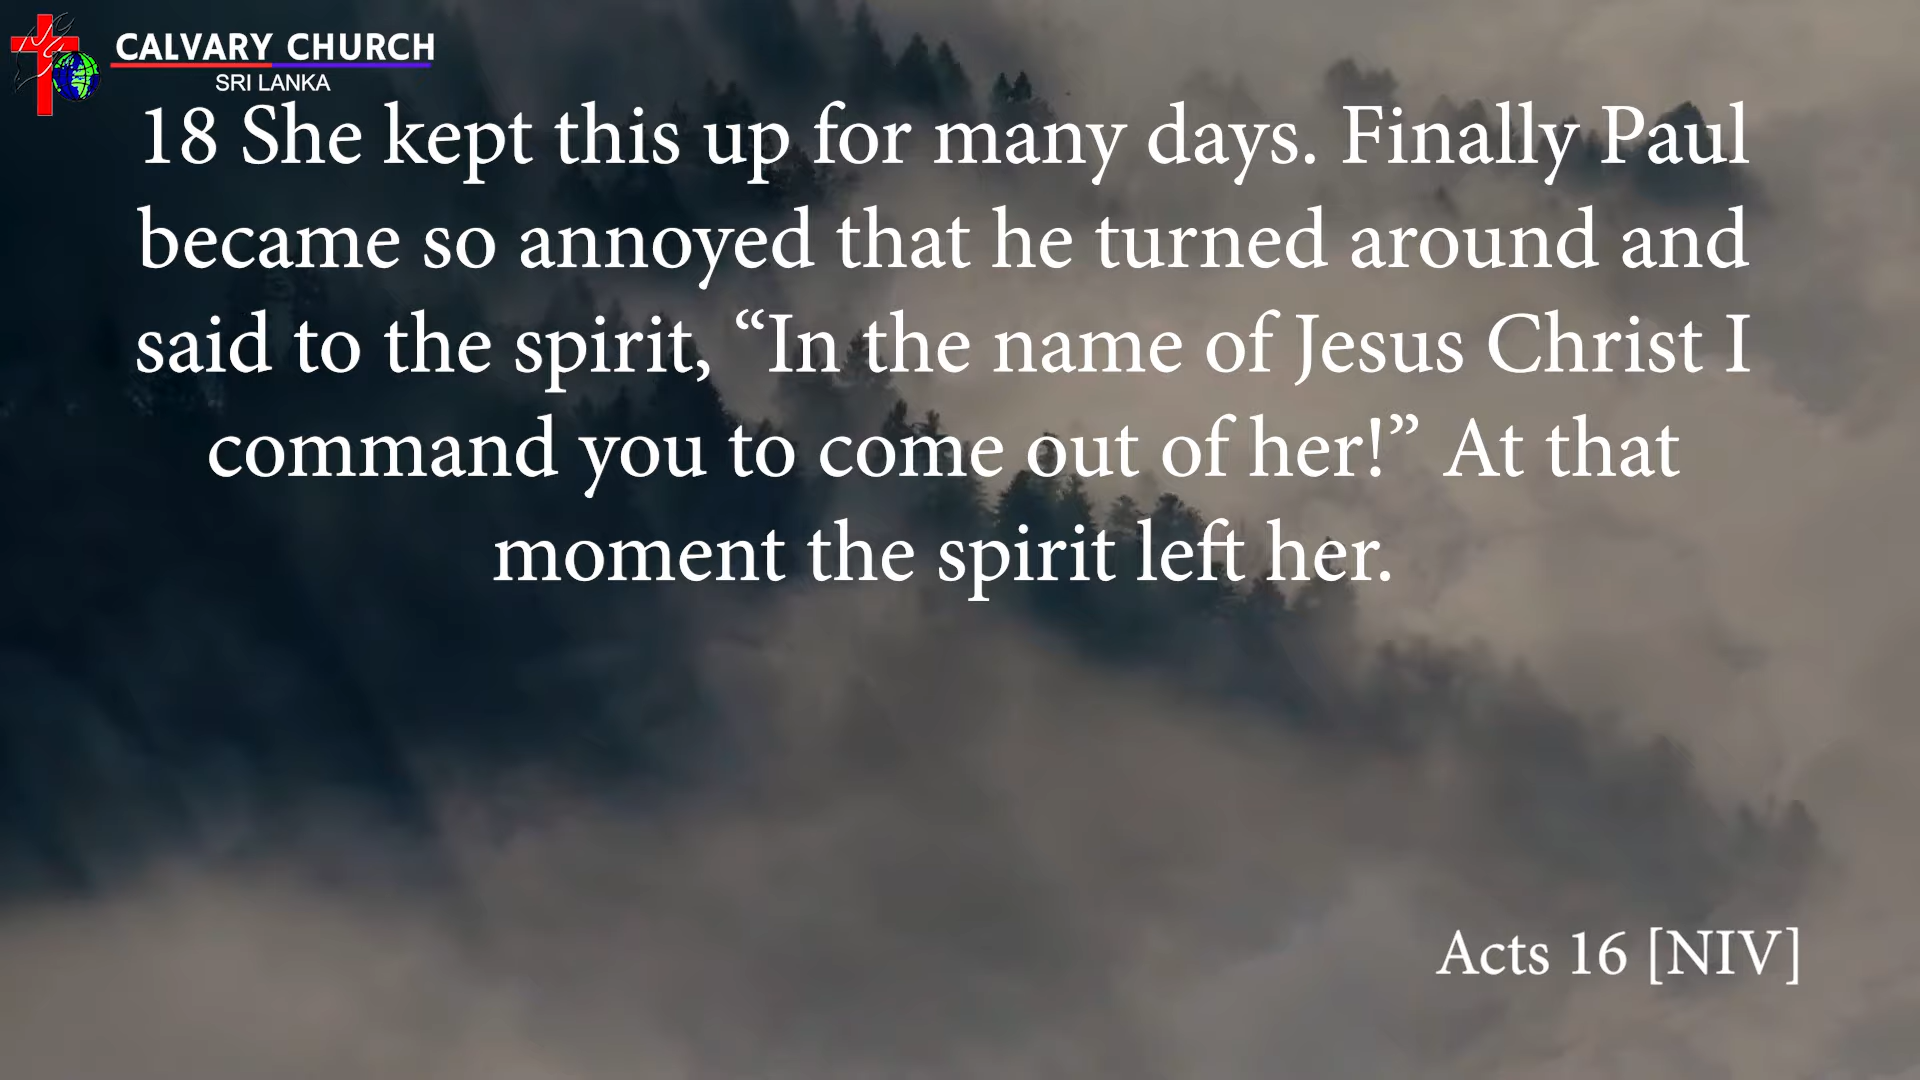 CALVARY CHURCH
SRI LANKA
18 She kept this up for many days. Finally Paul
became so annoyed that he turned around and
said to the spirit, “In the name of Jesus Christ I
command you to come out of her!” At that
moment the spirit left her.
Acts 16 [NIV]